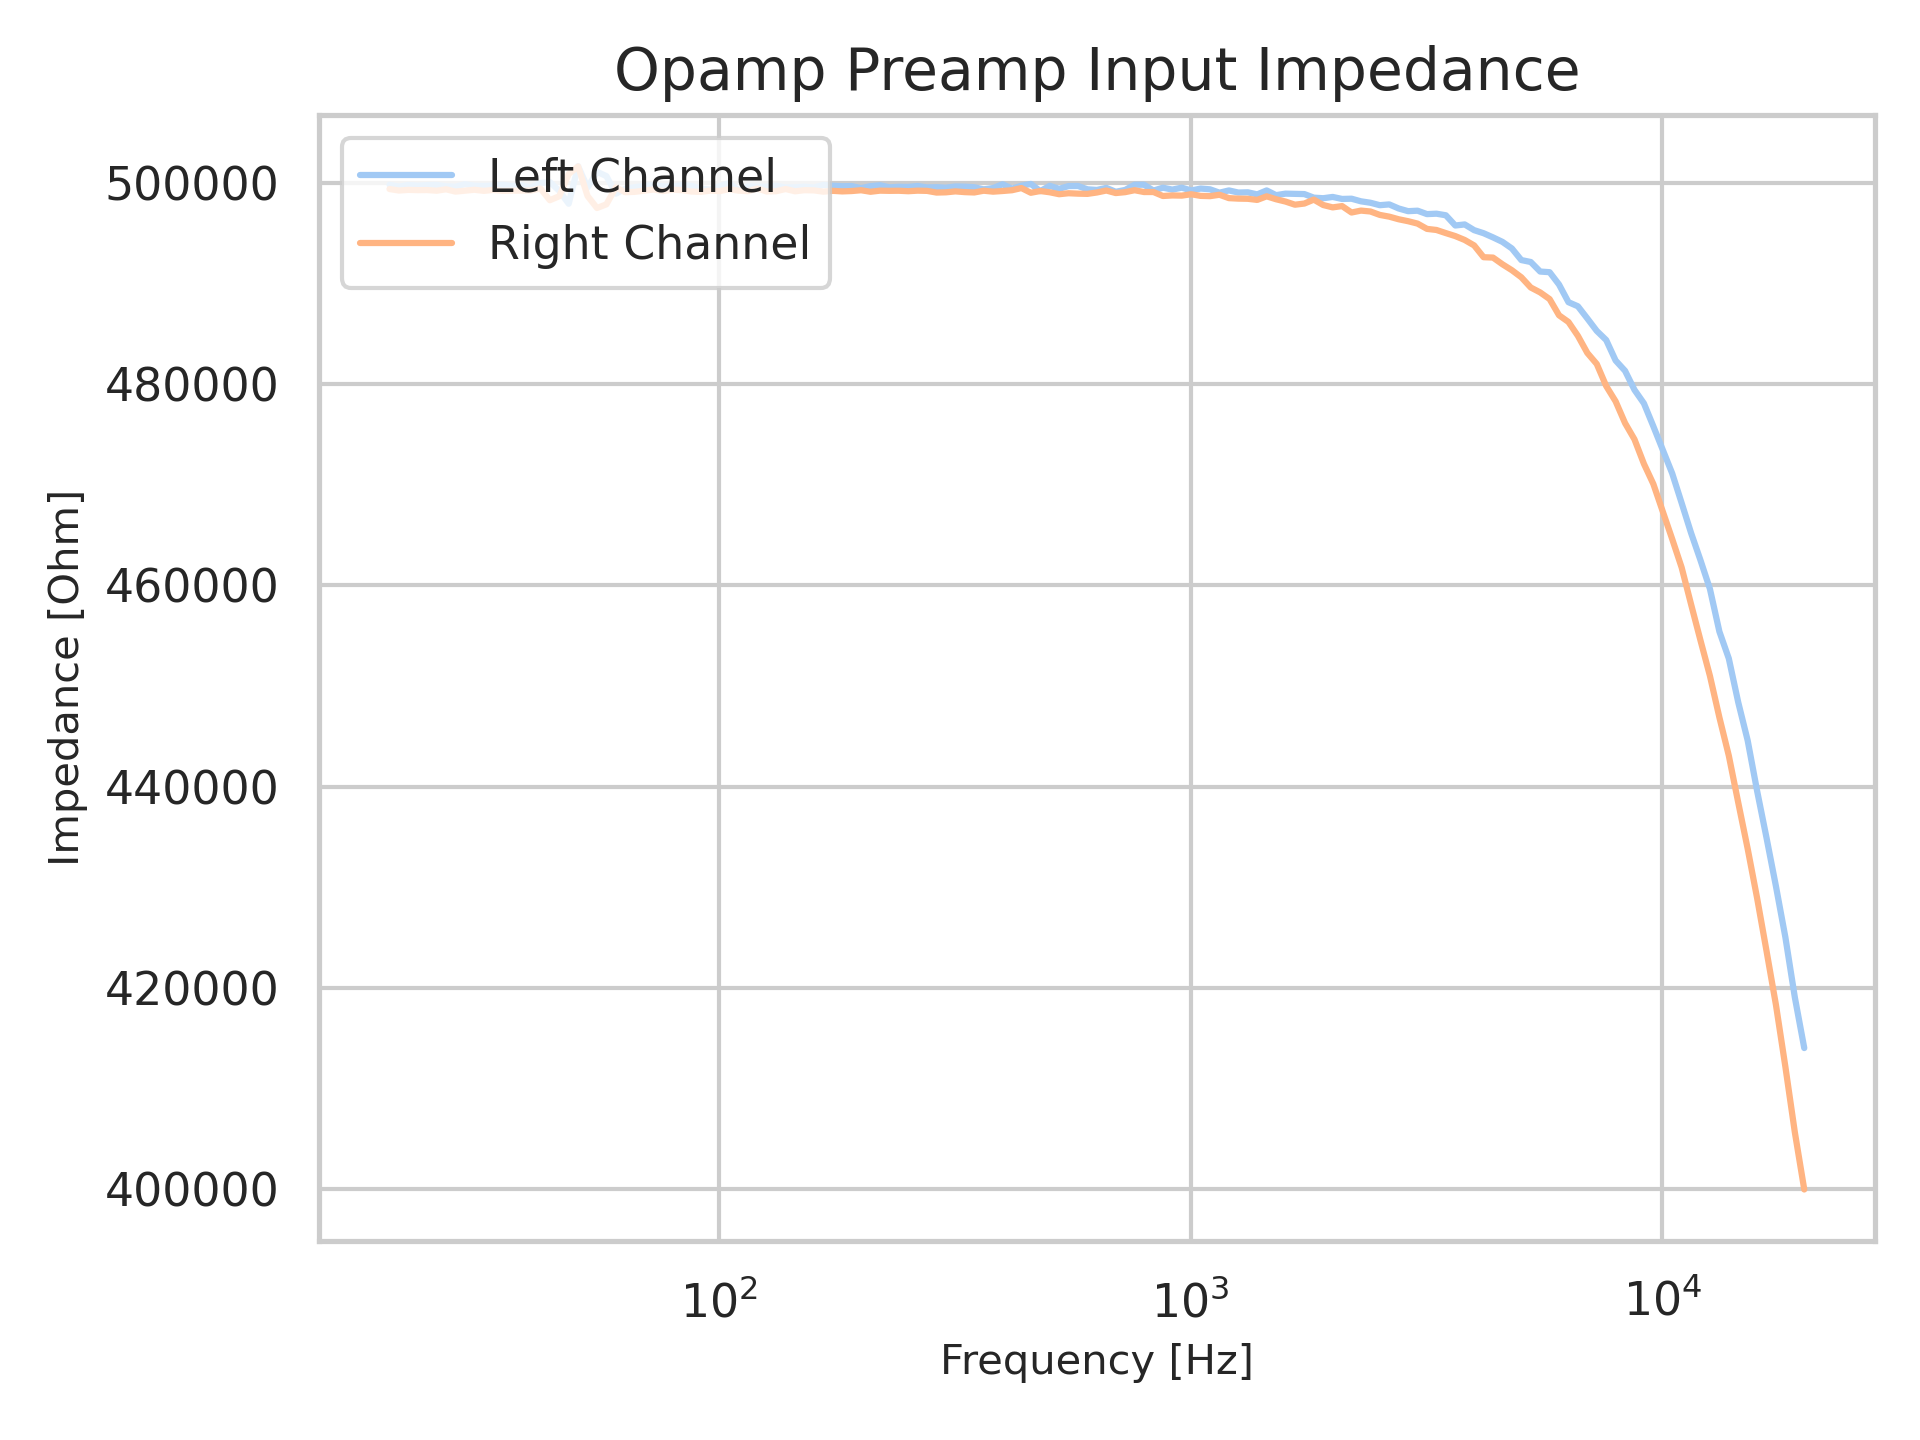 Opamp Preamp Input Impedance
Left Channel
Right Channel
500000
480000
460000
440000
420000
400000
Impedance [Ohm]
10²
10³
10⁴
Frequency [Hz]